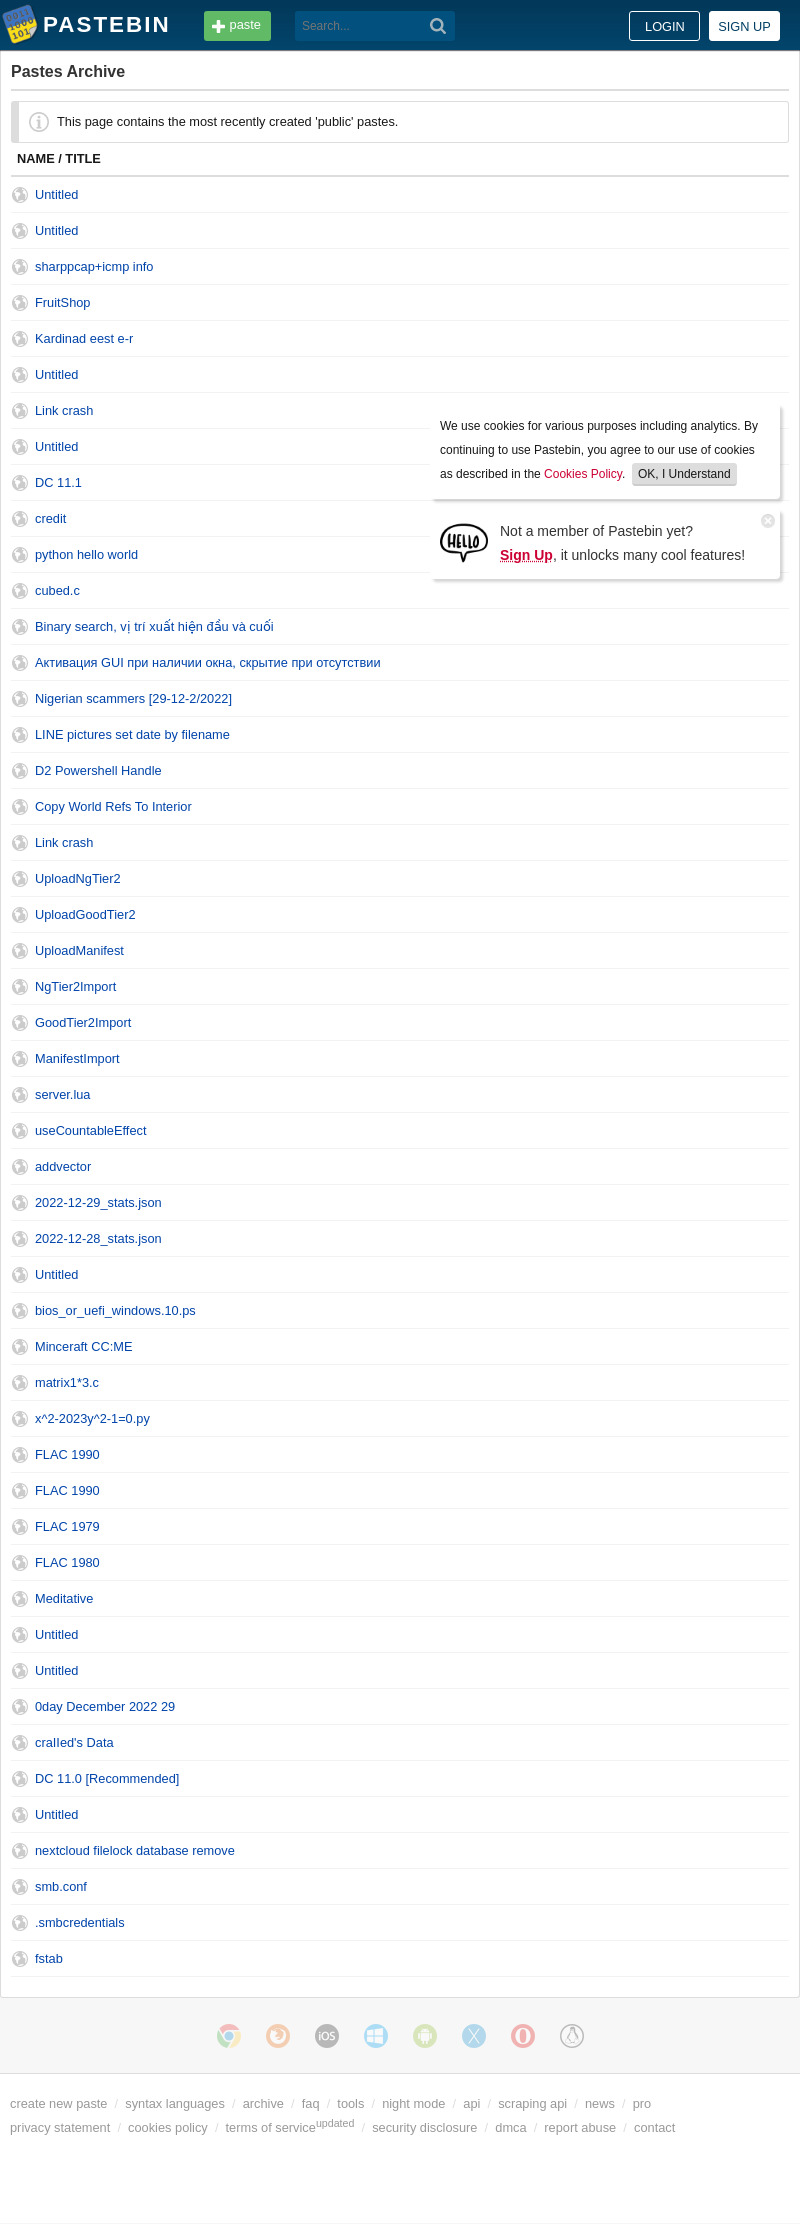 PASTEBIN paste Search... LOGIN SIGN UP
Pastes Archive
This page contains the most recently created 'public' pastes.
NAME / TITLE
Untitled
Untitled
sharppcap+icmp info
FruitShop
Kardinad eest e-r
Untitled
Link crash
Untitled
DC 11.1
credit
python hello world
cubed.c
We use cookies for various purposes including analytics. By
continuing to use Pastebin, you agree to our use of cookies
as described in the Cookies Policy. OK, I Understand
HELLO
Not a member of Pastebin yet?
Sign Up, it unlocks many cool features!
Binary search, vị trí xuất hiện đầu và cuối
Активация GUI при наличии окна, скрытие при отсутствии
Nigerian scammers [29-12-2/2022]
LINE pictures set date by filename
D2 Powershell Handle
Copy World Refs To Interior
Link crash
UploadNgTier2
UploadGoodTier2
UploadManifest
NgTier2Import
GoodTier2Import
ManifestImport
server.lua
useCountableEffect
addvector
2022-12-29_stats.json
2022-12-28_stats.json
Untitled
bios_or_uefi_windows.10.ps
Minceraft CC:ME
matrix1*3.c
x^2-2023y^2-1=0.py
FLAC 1990
FLAC 1990
FLAC 1979
FLAC 1980
Meditative
Untitled
Untitled
0day December 2022 29
cralIed's Data
DC 11.0 [Recommended]
Untitled
nextcloud filelock database remove
smb.conf
.smbcredentials
fstab
iOS
create new paste / syntax languages / archive / faq / tools / night mode / api / scraping api / news / pro
privacy statement / cookies policy / terms of service updated / security disclosure / dmca / report abuse / contact